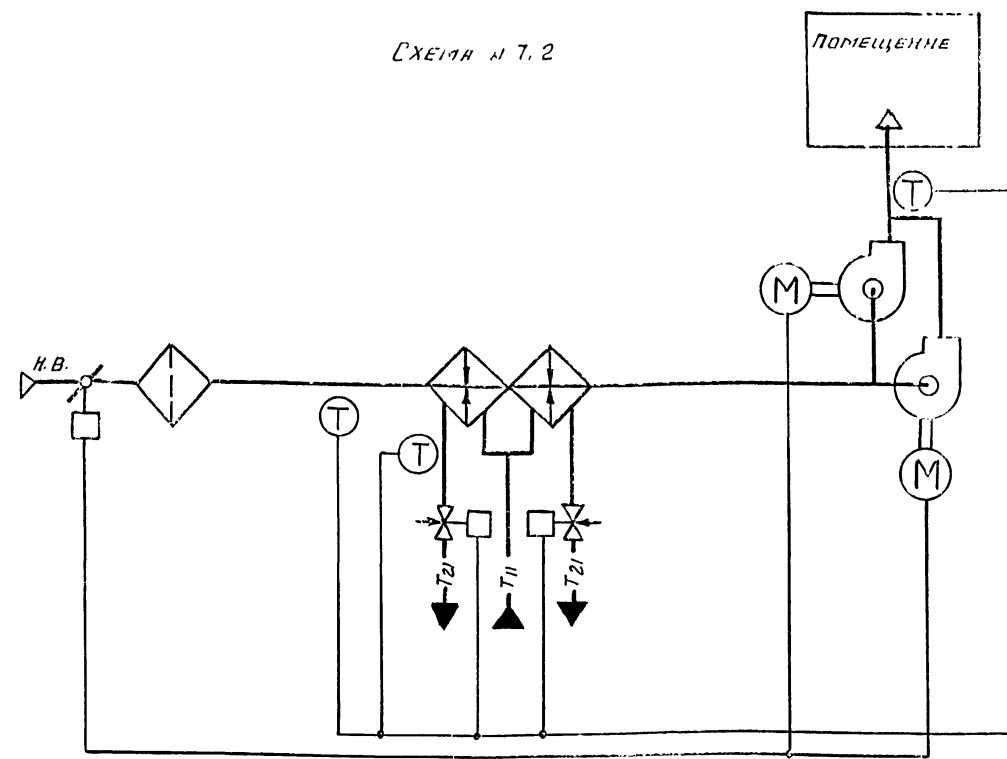 Схема № 7.2
Помещение
Т
М
Н.В.
Т
Т
М
Т21
Т11
Т21